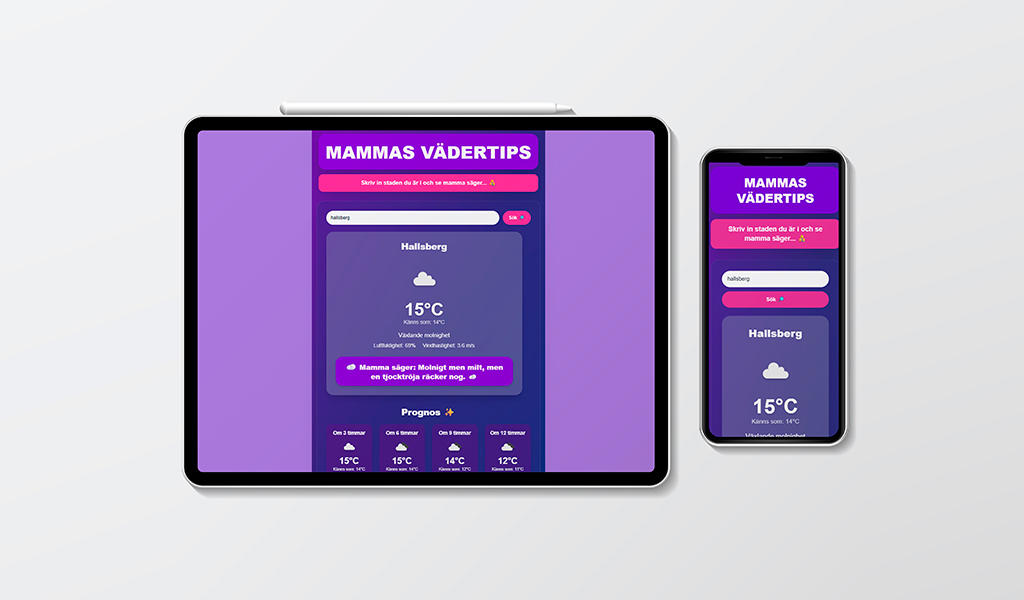 MAMMAS VÄDERTIPS
Skriv in staden du är i och se mamma säger...
hallsberg
Sök
Hallsberg
15°C
Känns som: 14°C
Växlande molnighet
Luftfuktighet: 69% Vindhastighet: 3.6 m/s
Mamma säger: Molnigt men milt, men
en tjocktröja räcker nog.
Prognos ✨
Om 3 timmar
15°C
Känns som: 14°C
Om 6 timmar
15°C
Känns som: 14°C
Om 9 timmar
14°C
Känns som: 12°C
Om 12 timmar
12°C
Känns som: 11°C
MAMMAS
VÄDERTIPS
Skriv in staden du är i och se
mamma säger...
hallsberg
Sök
Hallsberg
15°C
Känns som: 14°C
Växlande molnighet